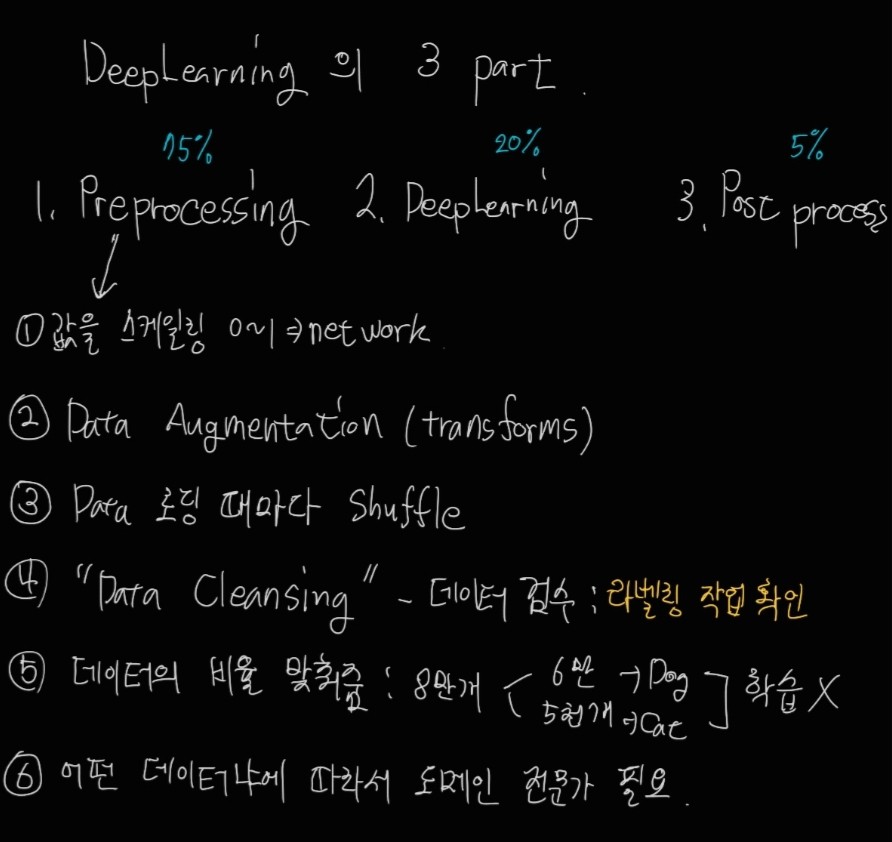 DeepLearning 의 3 part.
75% 20% 5%
1. Preprocessing 2. DeepLearning 3. Post process
① 값을 스케일링 0~1 ⇒ network.
② Data Augmentation (transforms)
③ Data 로딩 때마다 Shuffle
④ "Data Cleansing" - 데이터 검수 : 라벨링 작업 확인
⑤ 데이터의 비율 맞춰줌 : 8만개 < 6만 → Dog ] 학습 X
5천개 → Cat
⑥ 어떤 데이터냐에 따라서 도메인 전문가 필요.